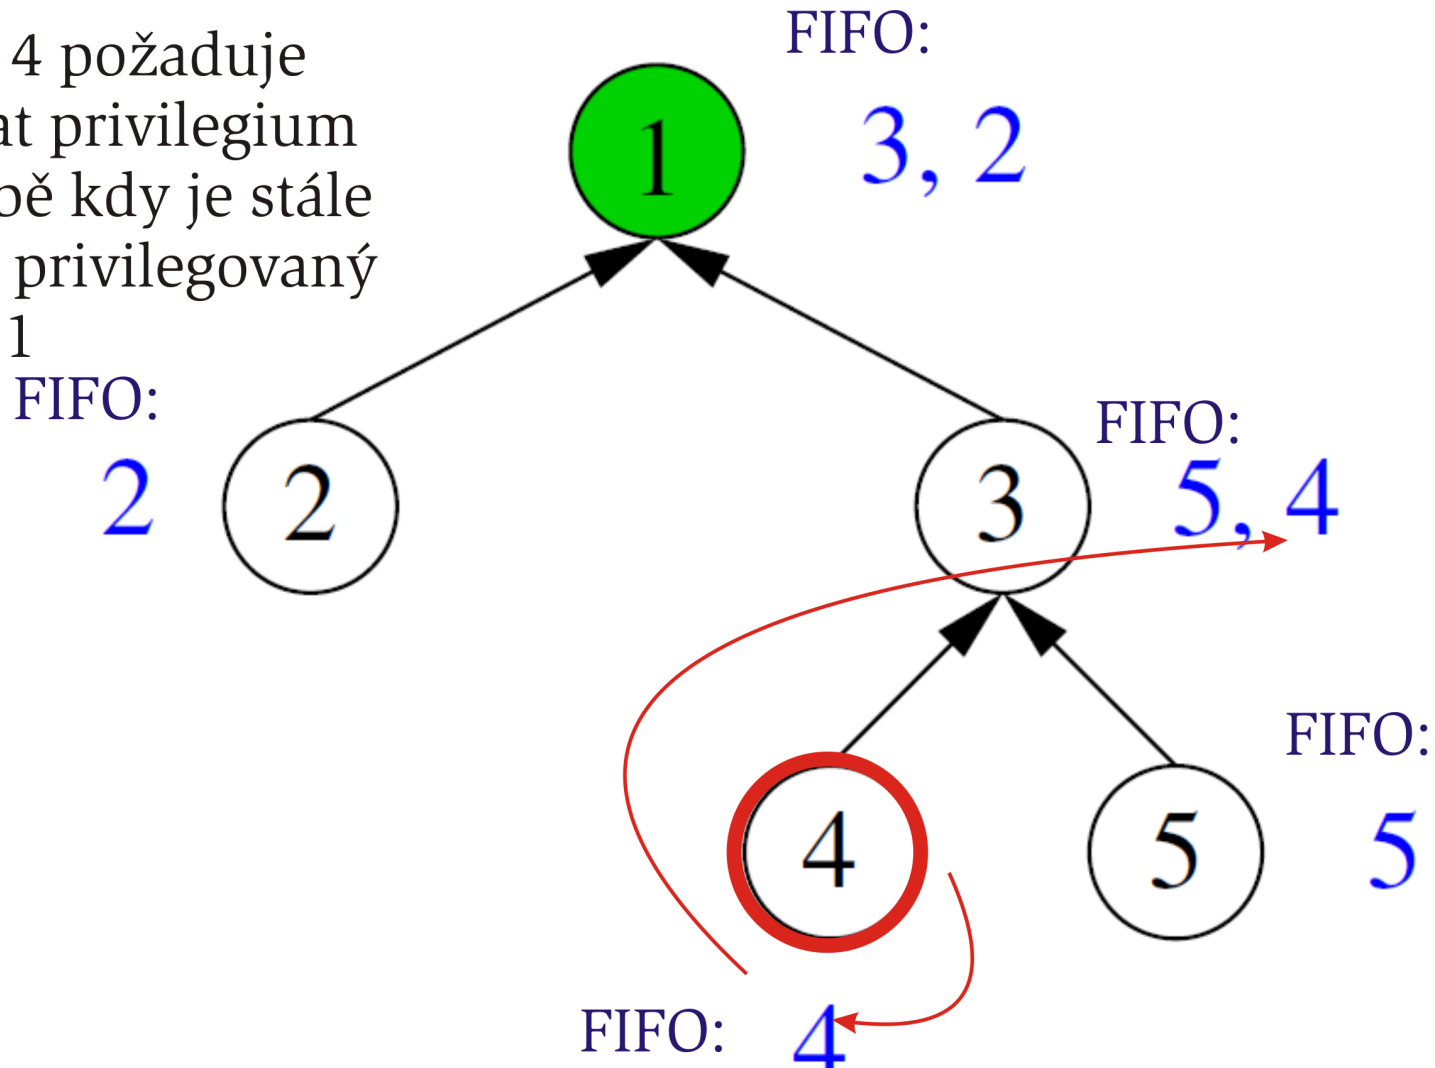 4 požaduje
at privilegium
bě kdy je stále
privilegovaný
1
FIFO:
3, 2
1
FIFO:
2
2
3
FIFO:
5, 4
4
5
FIFO:
5
FIFO:
4